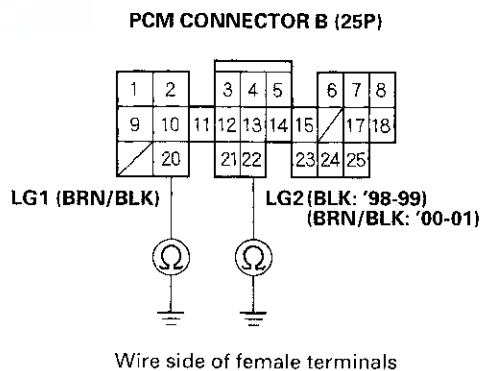 PCM CONNECTOR B (25P)
1 2 3 4 5 6 7 8
9 10 11 12 13 14 15 17 18
20 21 22 23 24 25
LG1 (BRN/BLK) LG2 (BLK: '98-99)
(BRN/BLK: '00-01)
Ω Ω
Wire side of female terminals